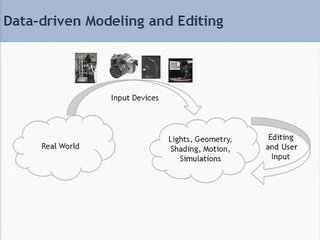 Data-driven Modeling and Editing
Input Devices
Real World
Lights, Geometry,
Shading, Motion,
Simulations
Editing
and User
Input